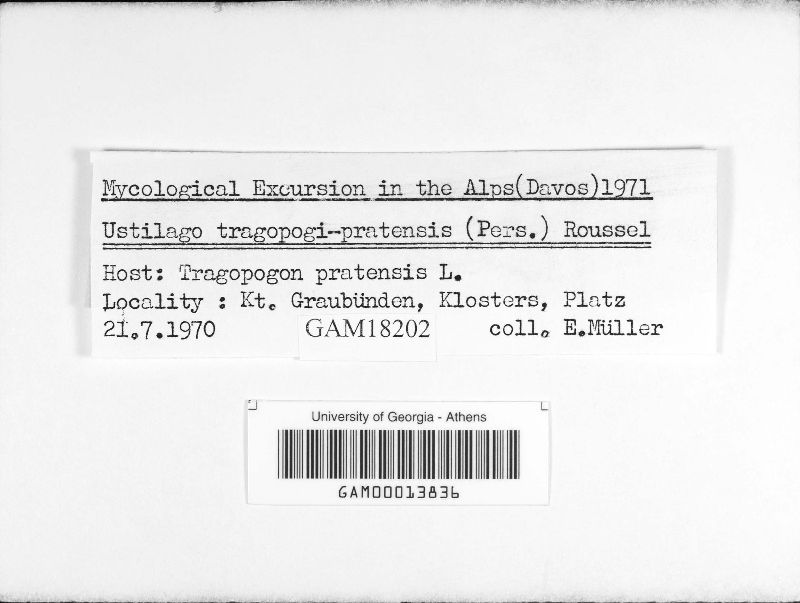 Mycological Excursion in the Alps(Davos)1971
Ustilago tragopogi-pratensis (Pers.) Roussel
Host: Tragopogon pratensis L.
Locality : Kt. Graubünden, Klosters, Platz
21.7.1970 GAM18202 coll. E.Müller
University of Georgia - Athens
GAM00013836